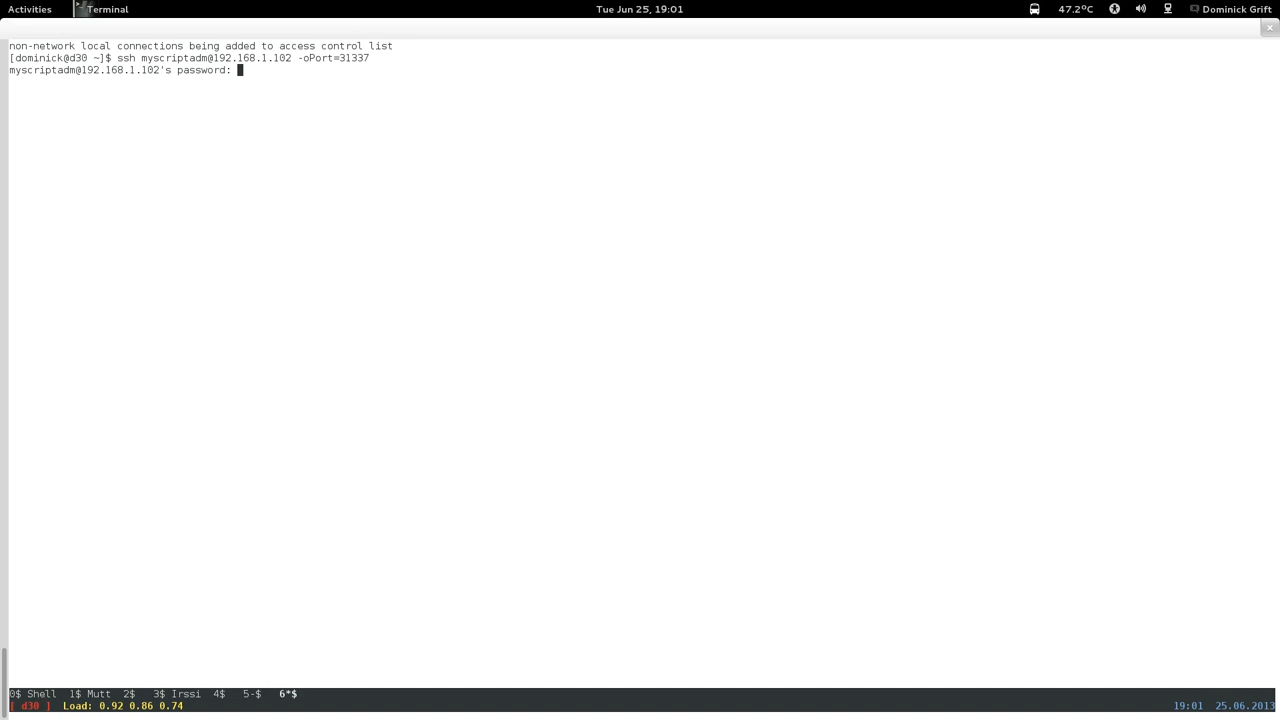 Activities Terminal Tue Jun 25, 19:01 47.2°C Dominick Grift
non-network local connections being added to access control list
[dominick@d30 ~]$ ssh myscriptadm@192.168.1.102 -oPort=31337
myscriptadm@192.168.1.102's password:
0$ Shell 1$ Mutt 2$ 3$ Irssi 4$ 5-$ 6*$
[ d30 ] Load: 0.92 0.86 0.74 19:01 25.06.2013